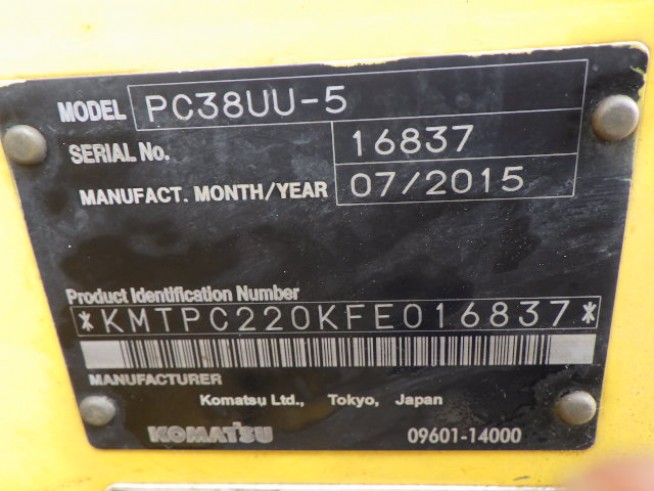 MODEL PC38UU-5
SERIAL No. 16837
MANUFACT. MONTH/YEAR 07/2015
Product Identification Number
*KMTPC220KFE016837*
MANUFACTURER
Komatsu Ltd., Tokyo, Japan
KOMATSU 09601-14000